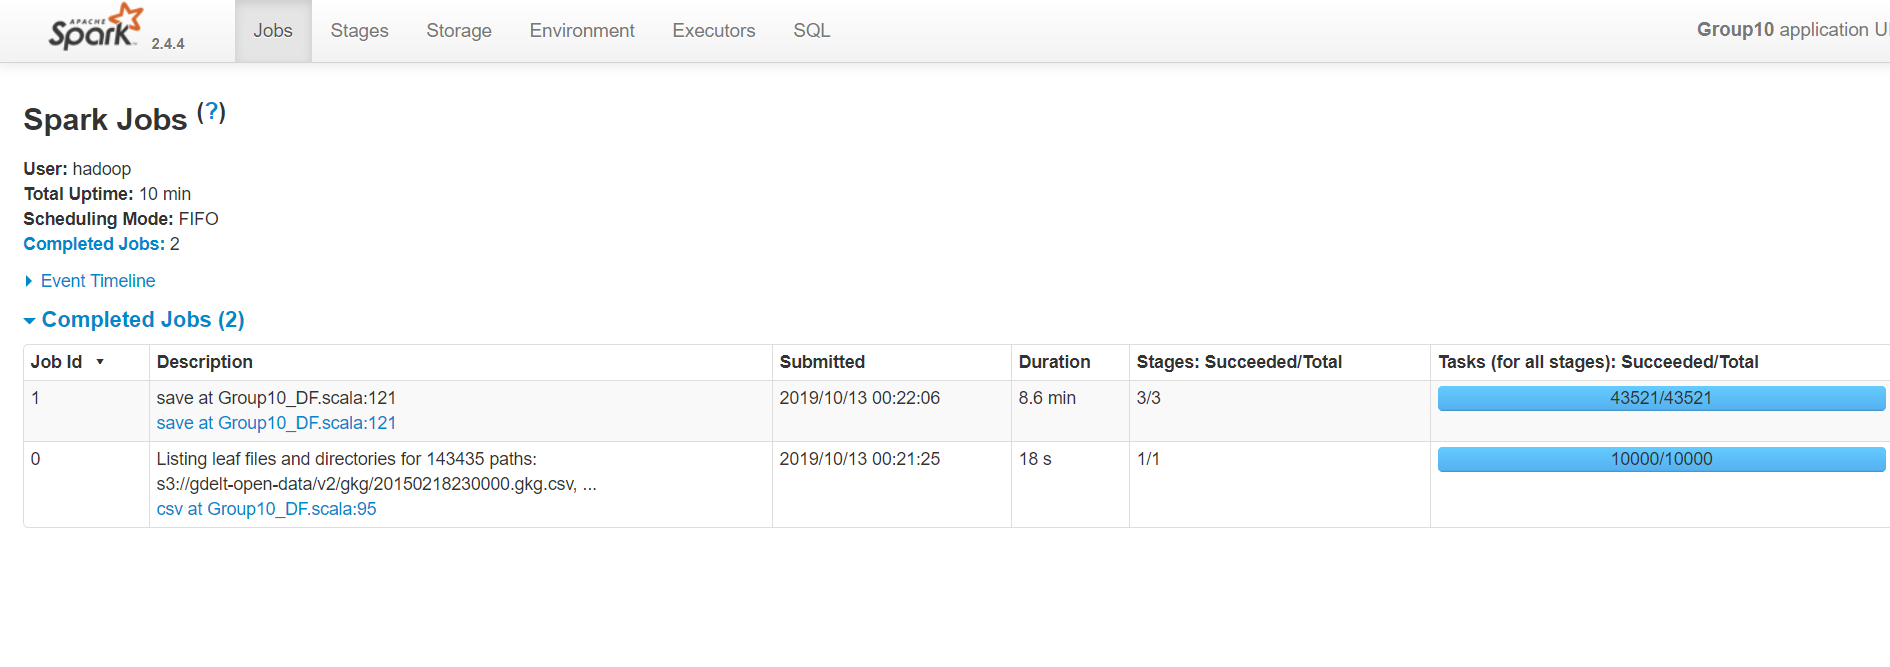 APACHE Spark 2.4.4 Jobs Stages Storage Environment Executors SQL Group10 application U
Spark Jobs (?)
User: hadoop
Total Uptime: 10 min
Scheduling Mode: FIFO
Completed Jobs: 2
Event Timeline
Completed Jobs (2)
Job Id Description Submitted Duration Stages: Succeeded/Total Tasks (for all stages): Succeeded/Total
1 save at Group10_DF.scala:121 2019/10/13 00:22:06 8.6 min 3/3 43521/43521
save at Group10_DF.scala:121
0 Listing leaf files and directories for 143435 paths: 2019/10/13 00:21:25 18 s 1/1 10000/10000
s3://gdelt-open-data/v2/gkg/20150218230000.gkg.csv, ...
csv at Group10_DF.scala:95